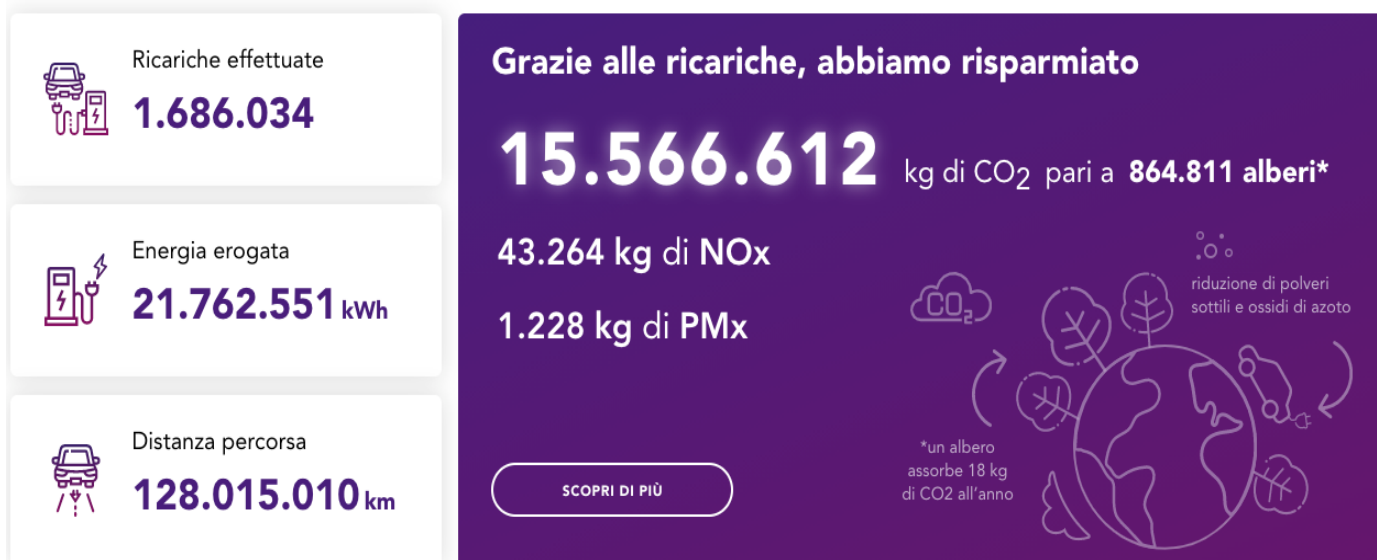 Ricariche effettuate
1.686.034
Energia erogata
21.762.551 kWh
Distanza percorsa
128.015.010 km
Grazie alle ricariche, abbiamo risparmiato
15.566.612 kg di CO2 pari a 864.811 alberi*
43.264 kg di NOx
1.228 kg di PMx
riduzione di polveri
sottili e ossidi di azoto
CO2
*un albero
assorbe 18 kg
di CO2 all'anno
SCOPRI DI PIÙ